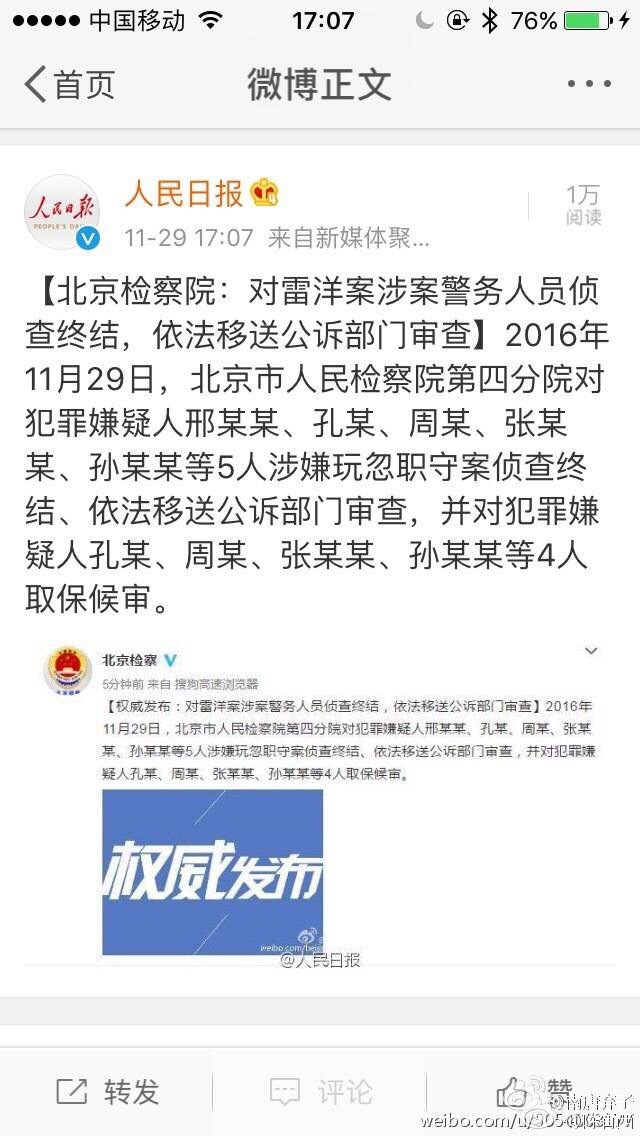 中国移动 17:07 76%
首页 微博正文
人民日报 1万
人民日报 PEOPLE'S DA 阅读
11-29 17:07 来自新媒体聚...
【北京检察院：对雷洋案涉案警务人员侦
查终结，依法移送公诉部门审查】2016年
11月29日，北京市人民检察院第四分院对
犯罪嫌疑人邢某某、孔某、周某、张某
某、孙某某等5人涉嫌玩忽职守案侦查终
结、依法移送公诉部门审查，并对犯罪嫌
疑人孔某、周某、张某某、孙某某等4人
取保候审。
北京检察
5分钟前 来自 搜狗高速浏览器
【权威发布：对雷洋案涉案警务人员侦查终结，依法移送公诉部门审查】2016年
11月29日，北京市人民检察院第四分院对犯罪嫌疑人邢某某、孔某、周某、张某
某、孙某某等5人涉嫌玩忽职守案侦查终结、依法移送公诉部门审查，并对犯罪嫌
疑人孔某、周某、张某某、孙某某等4人取保候审。
权威发布
weibo.com/bei
@人民日报
转发 评论 赞
weibo.com/u/